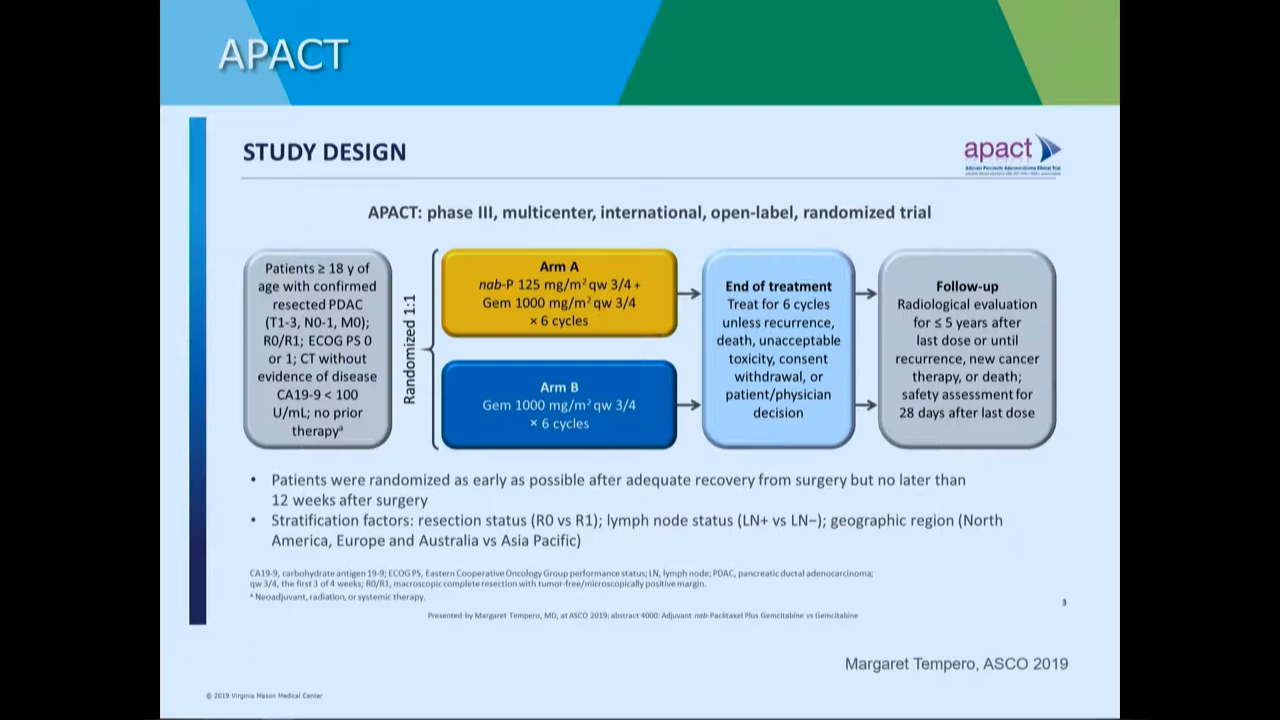 APACT
STUDY DESIGN
apact
APACT: phase III, multicenter, international, open-label, randomized trial
Patients ≥ 18 y of
age with confirmed
resected PDAC
(T1-3, N0-1, M0);
R0/R1; ECOG PS 0
or 1; CT without
evidence of disease
CA19-9 < 100
U/mL; no prior
therapyᵃ
Randomized 1:1
Arm A
nab-P 125 mg/m² qw 3/4 +
Gem 1000 mg/m² qw 3/4
× 6 cycles
Arm B
Gem 1000 mg/m² qw 3/4
× 6 cycles
End of treatment
Treat for 6 cycles
unless recurrence,
death, unacceptable
toxicity, consent
withdrawal, or
patient/physician
decision
Follow-up
Radiological evaluation
for ≤ 5 years after
last dose or until
recurrence, new cancer
therapy, or death;
safety assessment for
28 days after last dose
• Patients were randomized as early as possible after adequate recovery from surgery but no later than
12 weeks after surgery
• Stratification factors: resection status (R0 vs R1); lymph node status (LN+ vs LN−); geographic region (North
America, Europe and Australia vs Asia Pacific)
CA19-9, carbohydrate antigen 19-9; ECOG PS, Eastern Cooperative Oncology Group performance status; LN, lymph node; PDAC, pancreatic ductal adenocarcinoma;
qw 3/4, the first 3 of 4 weeks; R0/R1, macroscopic complete resection with tumor-free/microscopically positive margin.
ᵃ Neoadjuvant, radiation, or systemic therapy.
3
Presented by Margaret Tempero, MD, at ASCO 2019; abstract 4000: Adjuvant nab-Paclitaxel Plus Gemcitabine vs Gemcitabine
Margaret Tempero, ASCO 2019
© 2019 Virginia Mason Medical Center